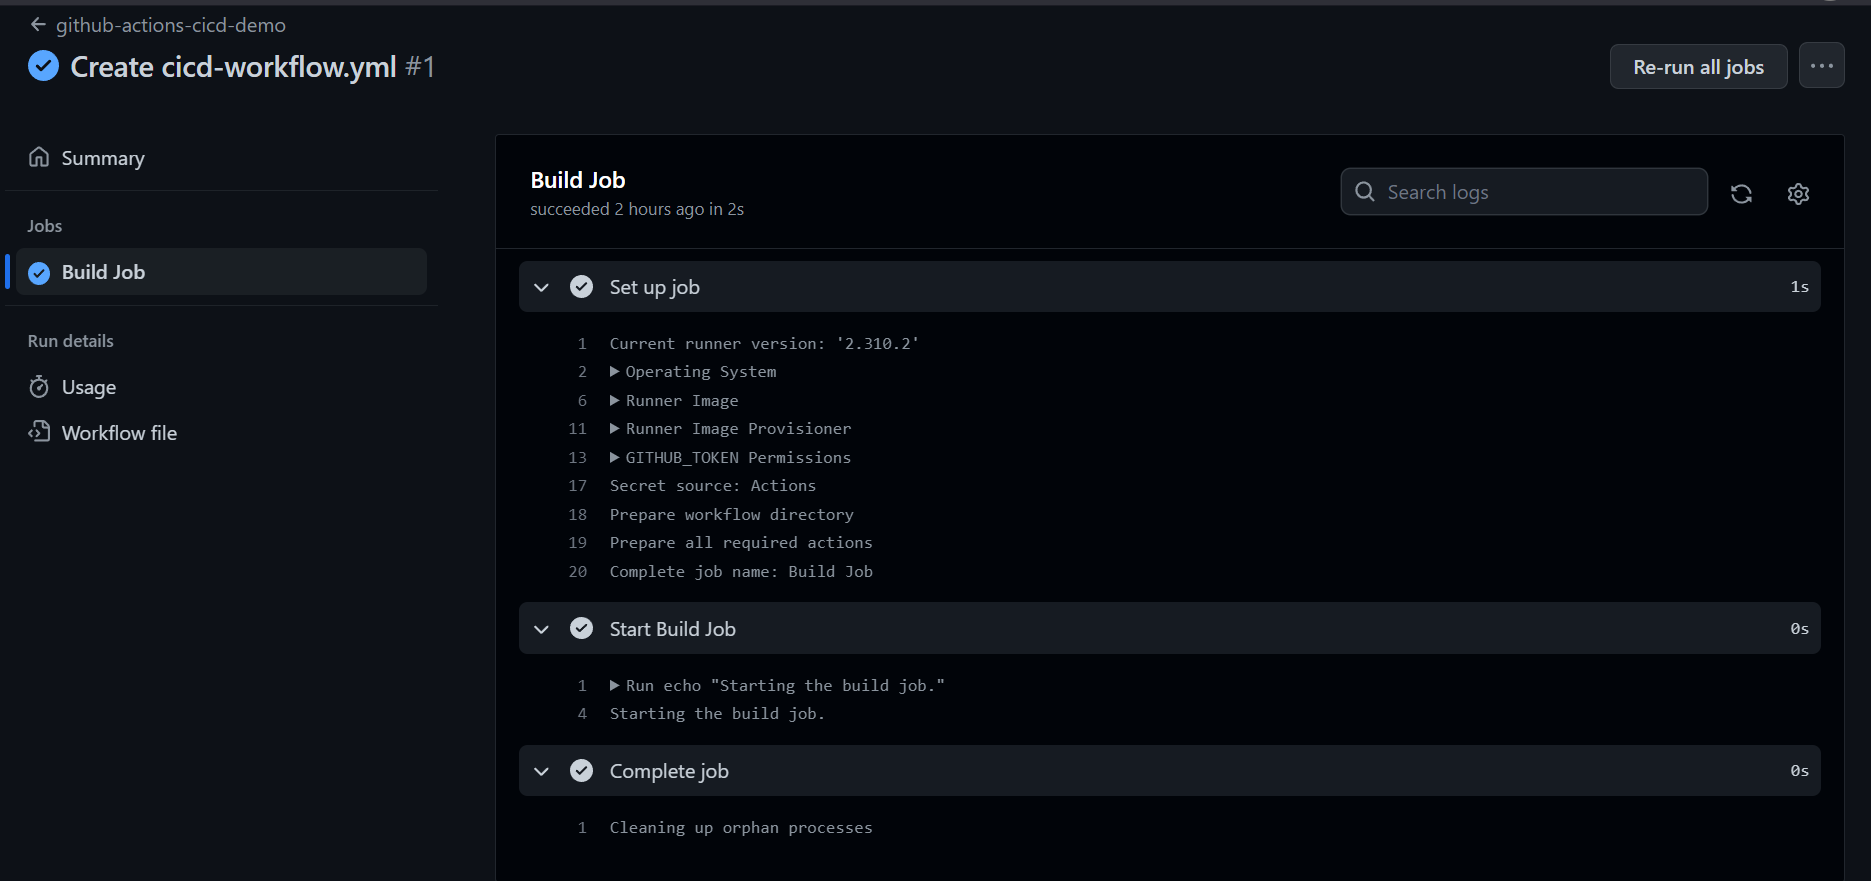 github-actions-cicd-demo
Create cicd-workflow.yml #1
Re-run all jobs
Summary
Jobs
Build Job
Run details
Usage
Workflow file
Build Job
succeeded 2 hours ago in 2s
Search logs
Set up job 1s
1 Current runner version: '2.310.2'
2 Operating System
6 Runner Image
11 Runner Image Provisioner
13 GITHUB_TOKEN Permissions
17 Secret source: Actions
18 Prepare workflow directory
19 Prepare all required actions
20 Complete job name: Build Job
Start Build Job 0s
1 Run echo "Starting the build job."
4 Starting the build job.
Complete job 0s
1 Cleaning up orphan processes